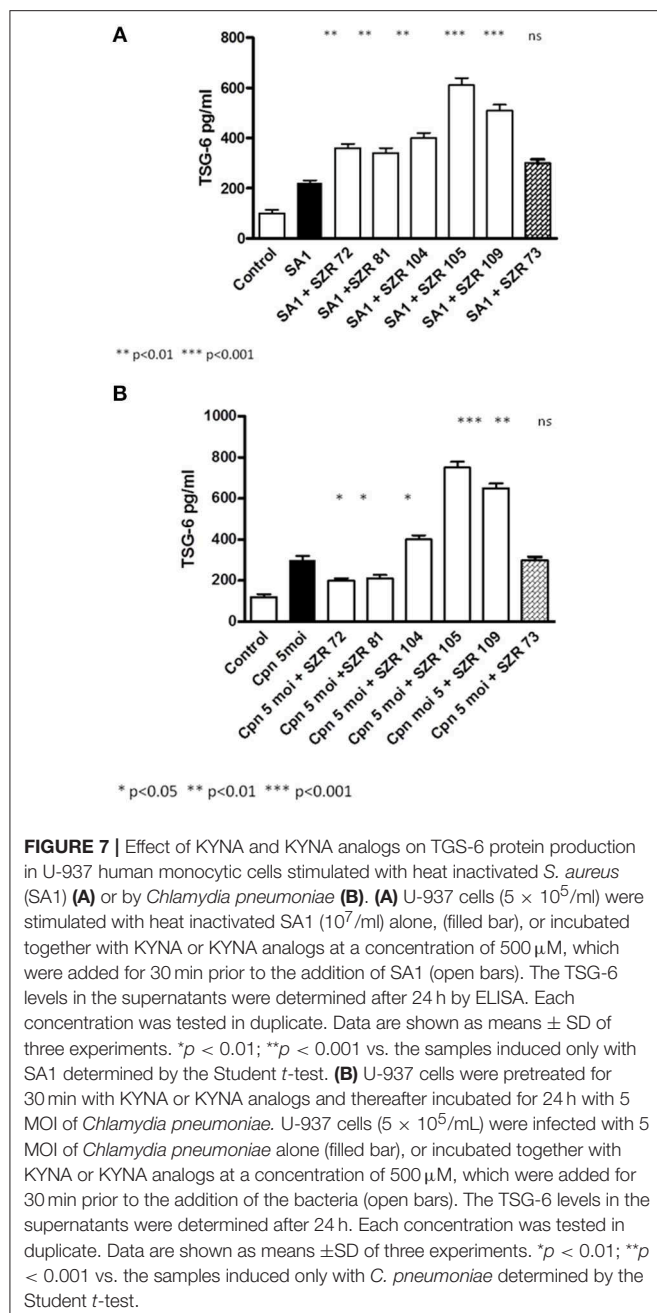 A
** ** ** *** *** ns
800
600
400
200
0
TSG-6 pg/ml
Control
SA1
SA1 + SZR 72
SA1 +SZR 81
SA1 + SZR 104
SA1 + SZR 105
SA1 + SZR 109
SA1 + SZR 73
** p<0.01 *** p<0.001
B
1000
800
600
400
200
0
TSG-6 pg/ml
*** ** ns
* * *
Control
Cpn 5moi
Cpn 5 moi + SZR 72
Cpn 5 moi +SZR 81
Cpn 5 moi + SZR 104
Cpn 5 moi + SZR 105
Cpn moi 5 + SZR 109
Cpn 5 moi + SZR 73
* p<0.05 ** p<0.01 *** p<0.001
FIGURE 7 | Effect of KYNA and KYNA analogs on TGS-6 protein production
in U-937 human monocytic cells stimulated with heat inactivated S. aureus
(SA1) (A) or by Chlamydia pneumoniae (B). (A) U-937 cells (5 × 10⁵/ml) were
stimulated with heat inactivated SA1 (10⁷/ml) alone, (filled bar), or incubated
together with KYNA or KYNA analogs at a concentration of 500 μM, which
were added for 30 min prior to the addition of SA1 (open bars). The TSG-6
levels in the supernatants were determined after 24 h by ELISA. Each
concentration was tested in duplicate. Data are shown as means ± SD of
three experiments. *p < 0.01; **p < 0.001 vs. the samples induced only with
SA1 determined by the Student t-test. (B) U-937 cells were pretreated for
30 min with KYNA or KYNA analogs and thereafter incubated for 24 h with 5
MOI of Chlamydia pneumoniae. U-937 cells (5 × 10⁵/mL) were infected with 5
MOI of Chlamydia pneumoniae alone (filled bar), or incubated together with
KYNA or KYNA analogs at a concentration of 500 μM, which were added for
30 min prior to the addition of the bacteria (open bars). The TSG-6 levels in the
supernatants were determined after 24 h. Each concentration was tested in
duplicate. Data are shown as means ±SD of three experiments. *p < 0.01; **p
< 0.001 vs. the samples induced only with C. pneumoniae determined by the
Student t-test.